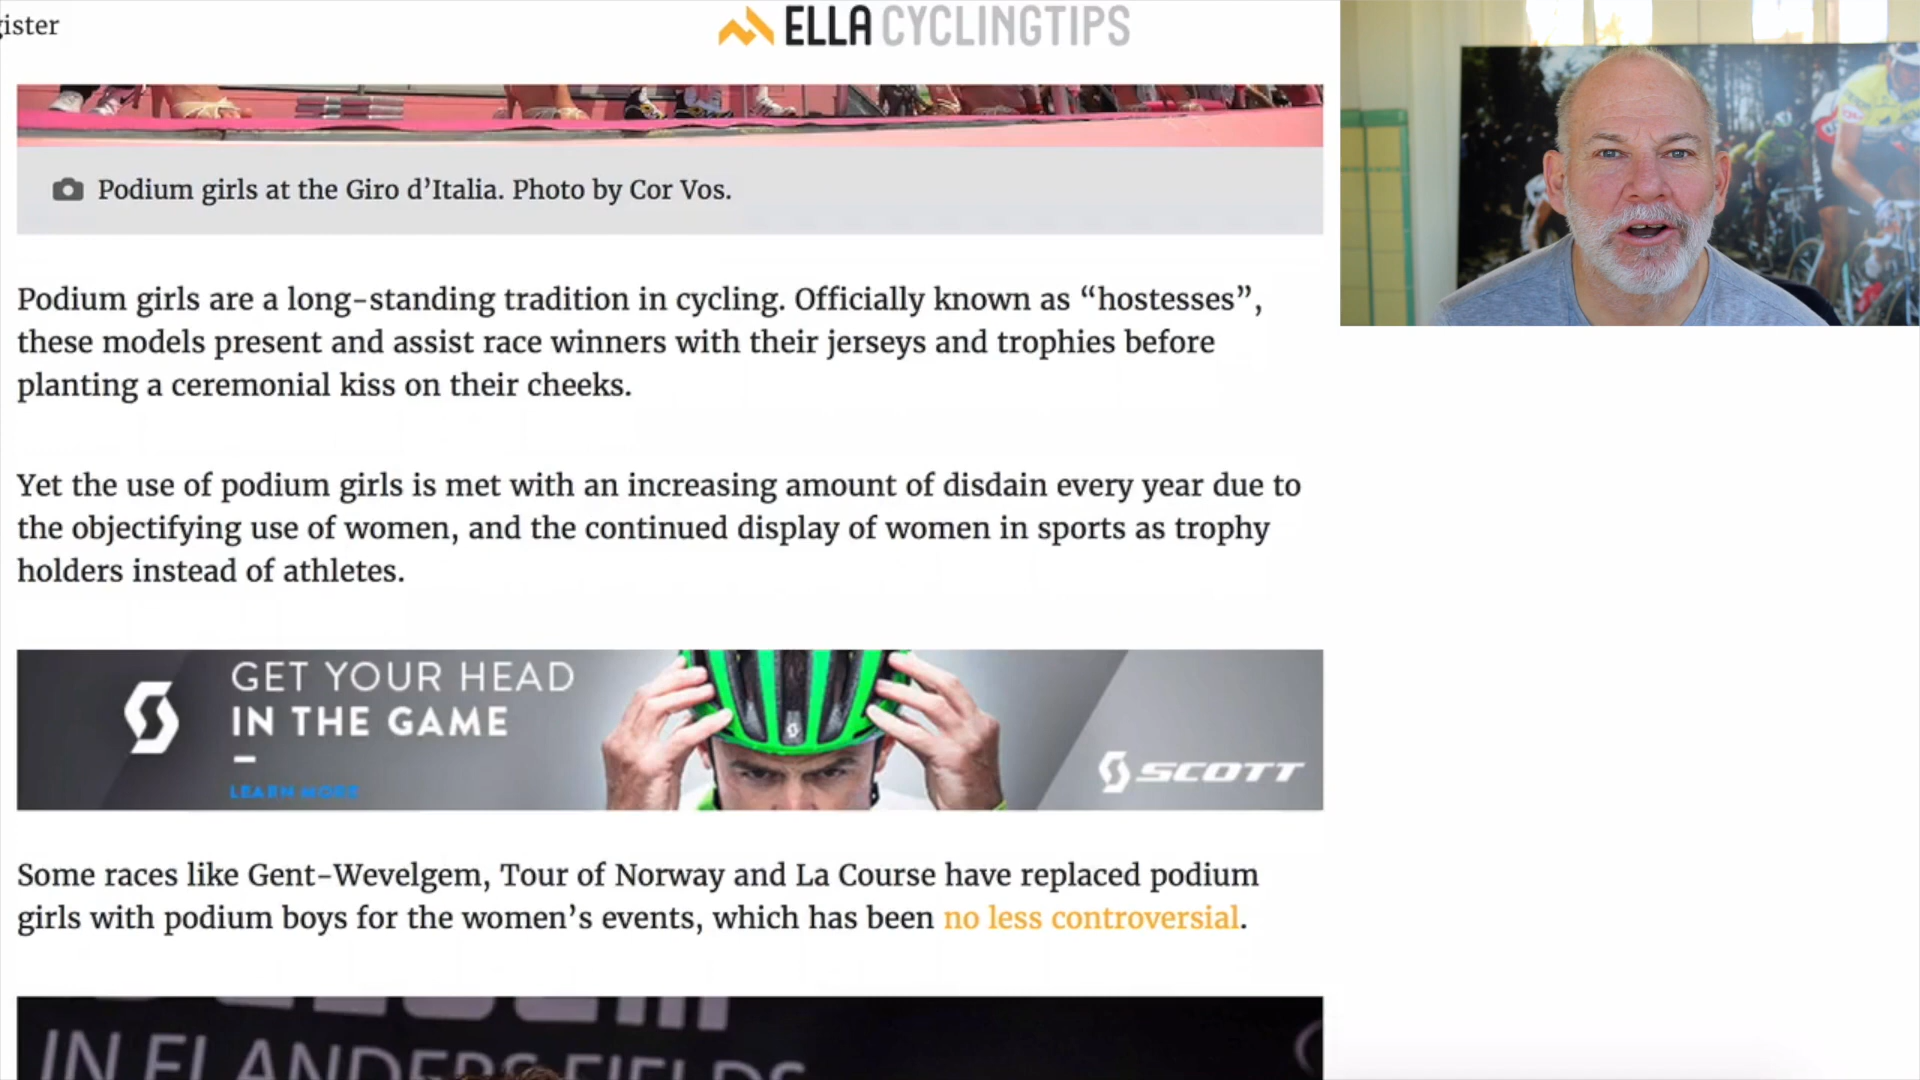 ister
ELLA CYCLINGTIPS
Podium girls at the Giro d’Italia. Photo by Cor Vos.
Podium girls are a long-standing tradition in cycling. Officially known as “hostesses”,
these models present and assist race winners with their jerseys and trophies before
planting a ceremonial kiss on their cheeks.
Yet the use of podium girls is met with an increasing amount of disdain every year due to
the objectifying use of women, and the continued display of women in sports as trophy
holders instead of athletes.
GET YOUR HEAD
IN THE GAME
LEARN MORE
SCOTT
Some races like Gent-Wevelgem, Tour of Norway and La Course have replaced podium
girls with podium boys for the women’s events, which has been no less controversial.
IN FLANDERS FIELDS